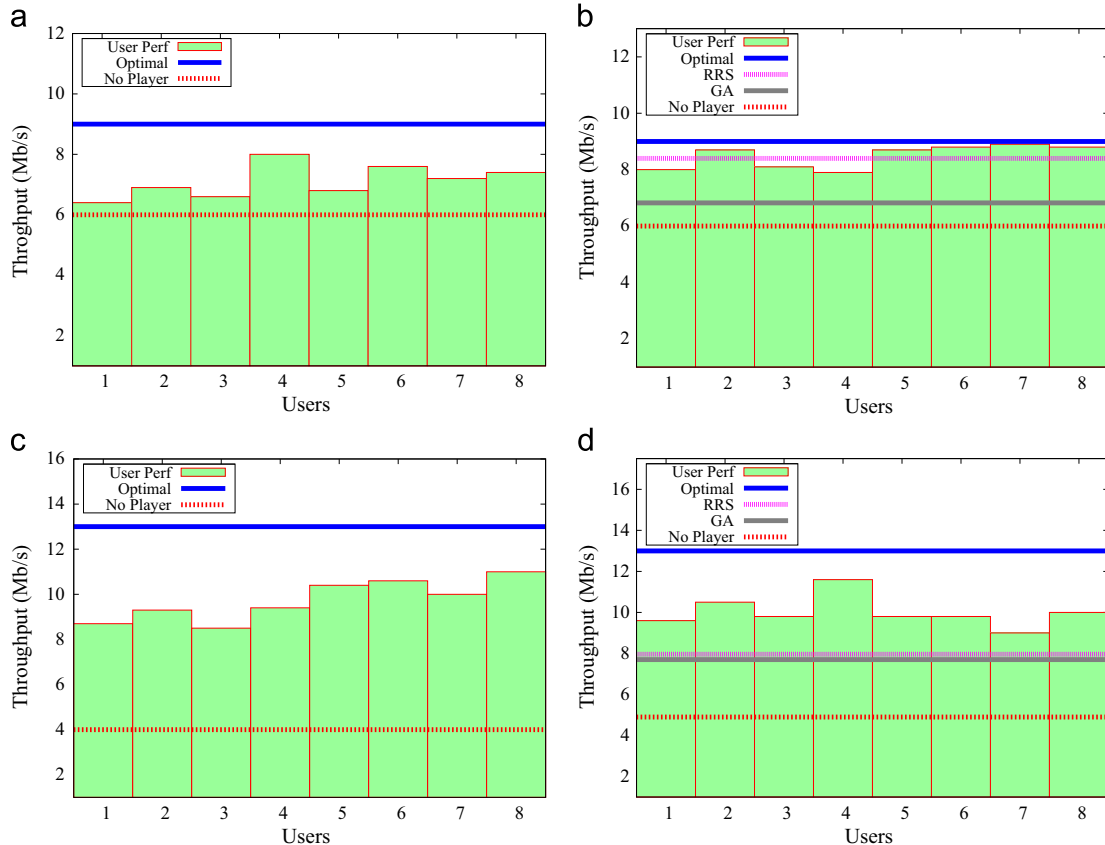 a
12
10
8
6
4
2
Throghput (Mb/s)
User Perf
Optimal
No Player
1 2 3 4 5 6 7 8
Users
b
12
10
8
6
4
2
Throughput (Mb/s)
User Perf
Optimal
RRS
GA
No Player
1 2 3 4 5 6 7 8
Users
c
16
14
12
10
8
6
4
2
Throughput (Mb/s)
User Perf
Optimal
No Player
1 2 3 4 5 6 7 8
Users
d
16
14
12
10
8
6
4
2
Throughput (Mb/s)
User Perf
Optimal
RRS
GA
No Player
1 2 3 4 5 6 7 8
Users